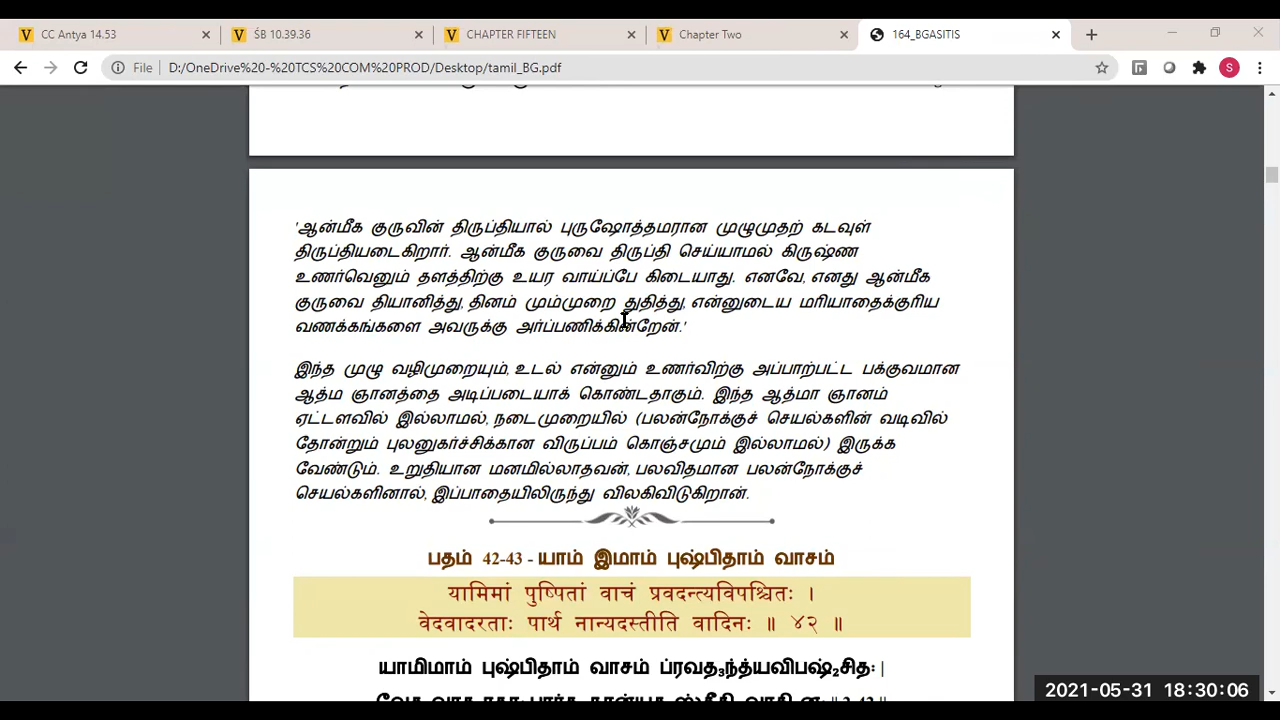 CC Antya 14.53
ŚB 10.39.36
CHAPTER FIFTEEN
Chapter Two
164_BGASITIS
File
D:/OneDrive%20-%20TCS%20COM%20PROD/Desktop/tamil_BG.pdf
S
'ஆன்மீக குருவின் திருப்தியால் புருஷோத்தமரான முழுமுதற் கடவுள்
திருப்தியடைகிறார். ஆன்மீக குருவை திருப்தி செய்யாமல் கிருஷ்ண
உணர்வெனும் தளத்திற்கு உயர வாய்ப்பே கிடையாது. எனவே, எனது ஆன்மீக
குருவை தியானித்து, தினம் மும்முறை துதித்து, என்னுடைய மரியாதைக்குரிய
வணக்கங்களை அவருக்கு அர்ப்பணிக்கின்றேன்.'
இந்த முழு வழிமுறையும், உடல் என்னும் உணர்விற்கு அப்பாற்பட்ட பக்குவமான
ஆத்ம ஞானத்தை அடிப்படையாக் கொண்டதாகும். இந்த ஆத்மா ஞானம்
ஏட்டளவில் இல்லாமல், நடைமுறையில் (பலன்நோக்குச் செயல்களின் வடிவில்
தோன்றும் புலனுகர்ச்சிக்கான விருப்பம் கொஞ்சமும் இல்லாமல்) இருக்க
வேண்டும். உறுதியான மனமில்லாதவன், பலவிதமான பலன்நோக்குச்
செயல்களினால், இப்பாதையிலிருந்து விலகிவிடுகிறான்.
பதம் 42-43 - யாம் இமாம் புஷ்பிதாம் வாசம்
यामिमां पुष्पितां वाचं प्रवदन्त्यविपश्चितः ।
वेदवादरताः पार्थ नान्यदस्तीति वादिनः ॥ ४२ ॥
யாமிமாம் புஷ்பிதாம் வாசம் ப்ரவத₃ந்த்யவிபஷ்₂சித: |
2021-05-31 18:30:06